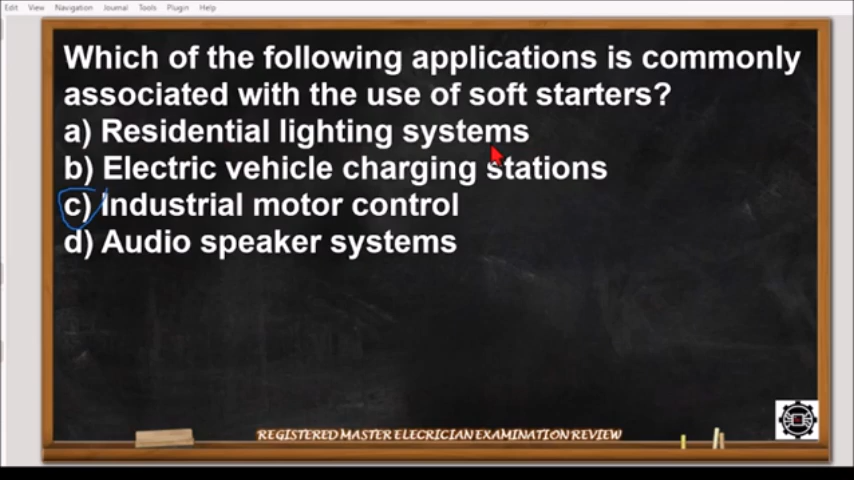 Edit View Navigation Journal Tools Plugin Help
Which of the following applications is commonly
associated with the use of soft starters?
a) Residential lighting systems
b) Electric vehicle charging stations
c) Industrial motor control
d) Audio speaker systems
REGISTERED MASTER ELECRICIAN EXAMINATION REVIEW